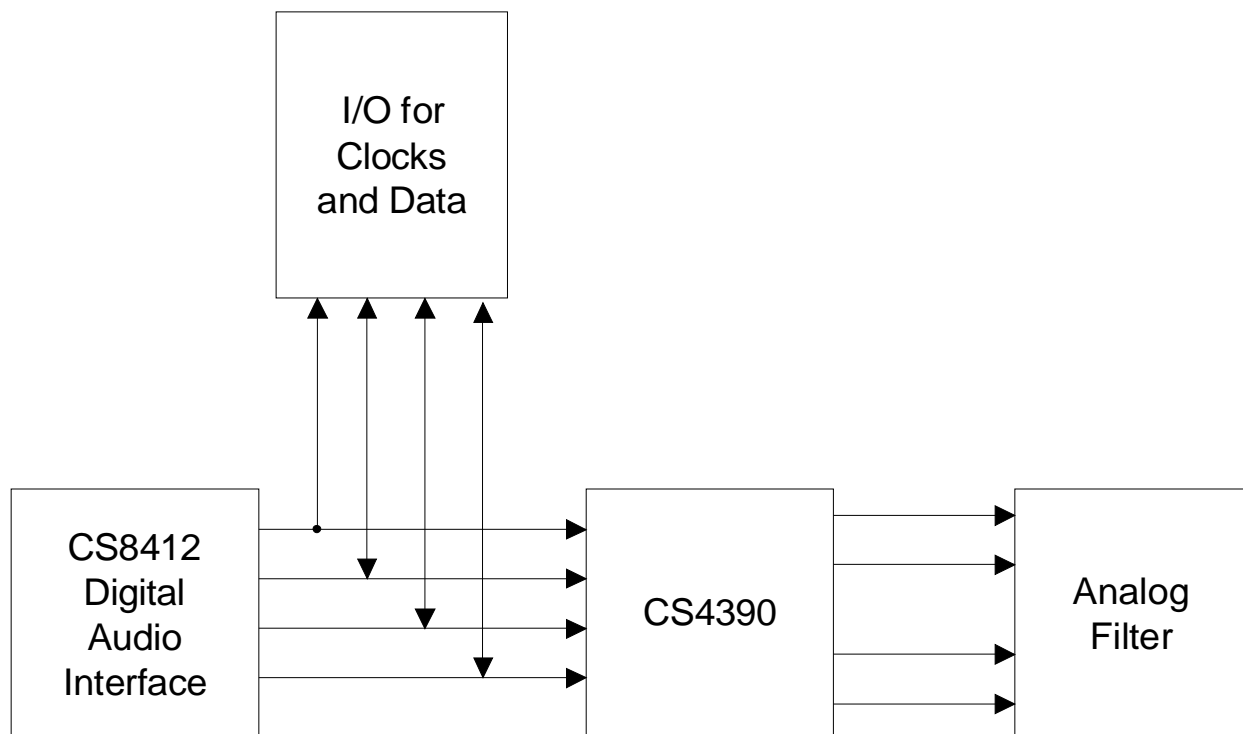 I/O for
Clocks
and Data
CS8412
Digital
Audio
Interface
CS4390
Analog
Filter